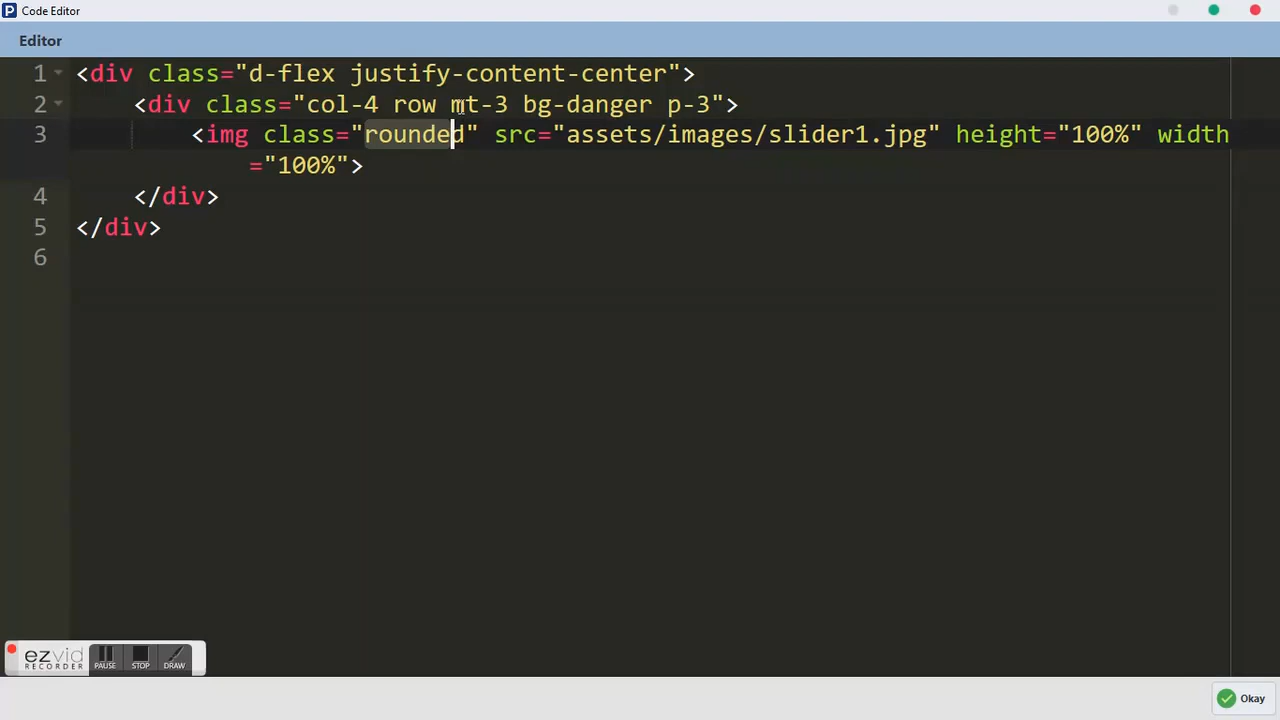 Code Editor
Editor
1 <div class="d-flex justify-content-center">
2 <div class="col-4 row mt-3 bg-danger p-3">
3 <img class="rounded" src="assets/images/slider1.jpg" height="100%" width
="100%">
4 </div>
5 </div>
6
ezvid
RECORDER
PAUSE
STOP
DRAW
Okay